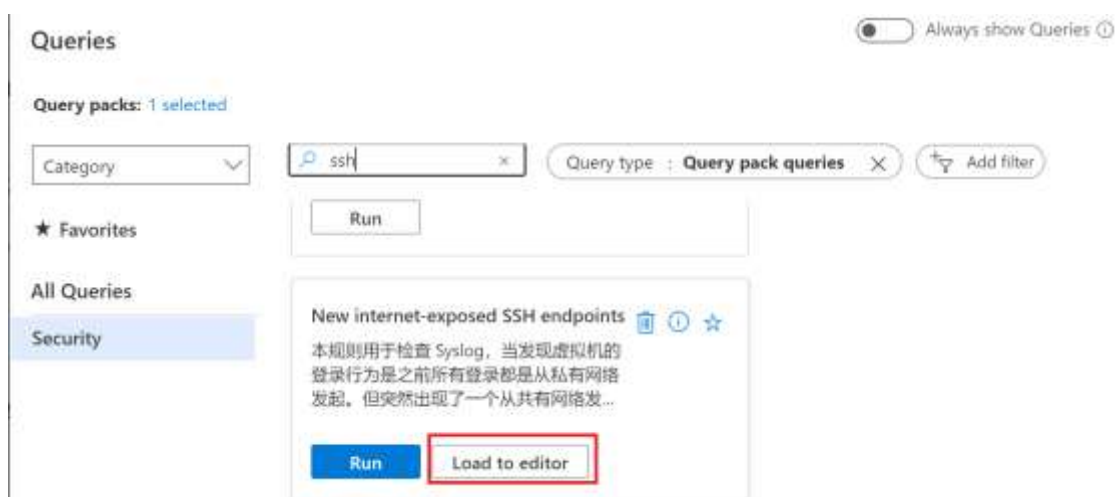 Queries
Always show Queries
Query packs: 1 selected
Category
ssh
Query type : Query pack queries
Add filter
Run
Favorites
All Queries
Security
New internet-exposed SSH endpoints
本规则用于检查 Syslog，当发现虚拟机的
登录行为是之前所有登录都是从私有网络
发起。但突然出现了一个从共有网络发...
Run
Load to editor